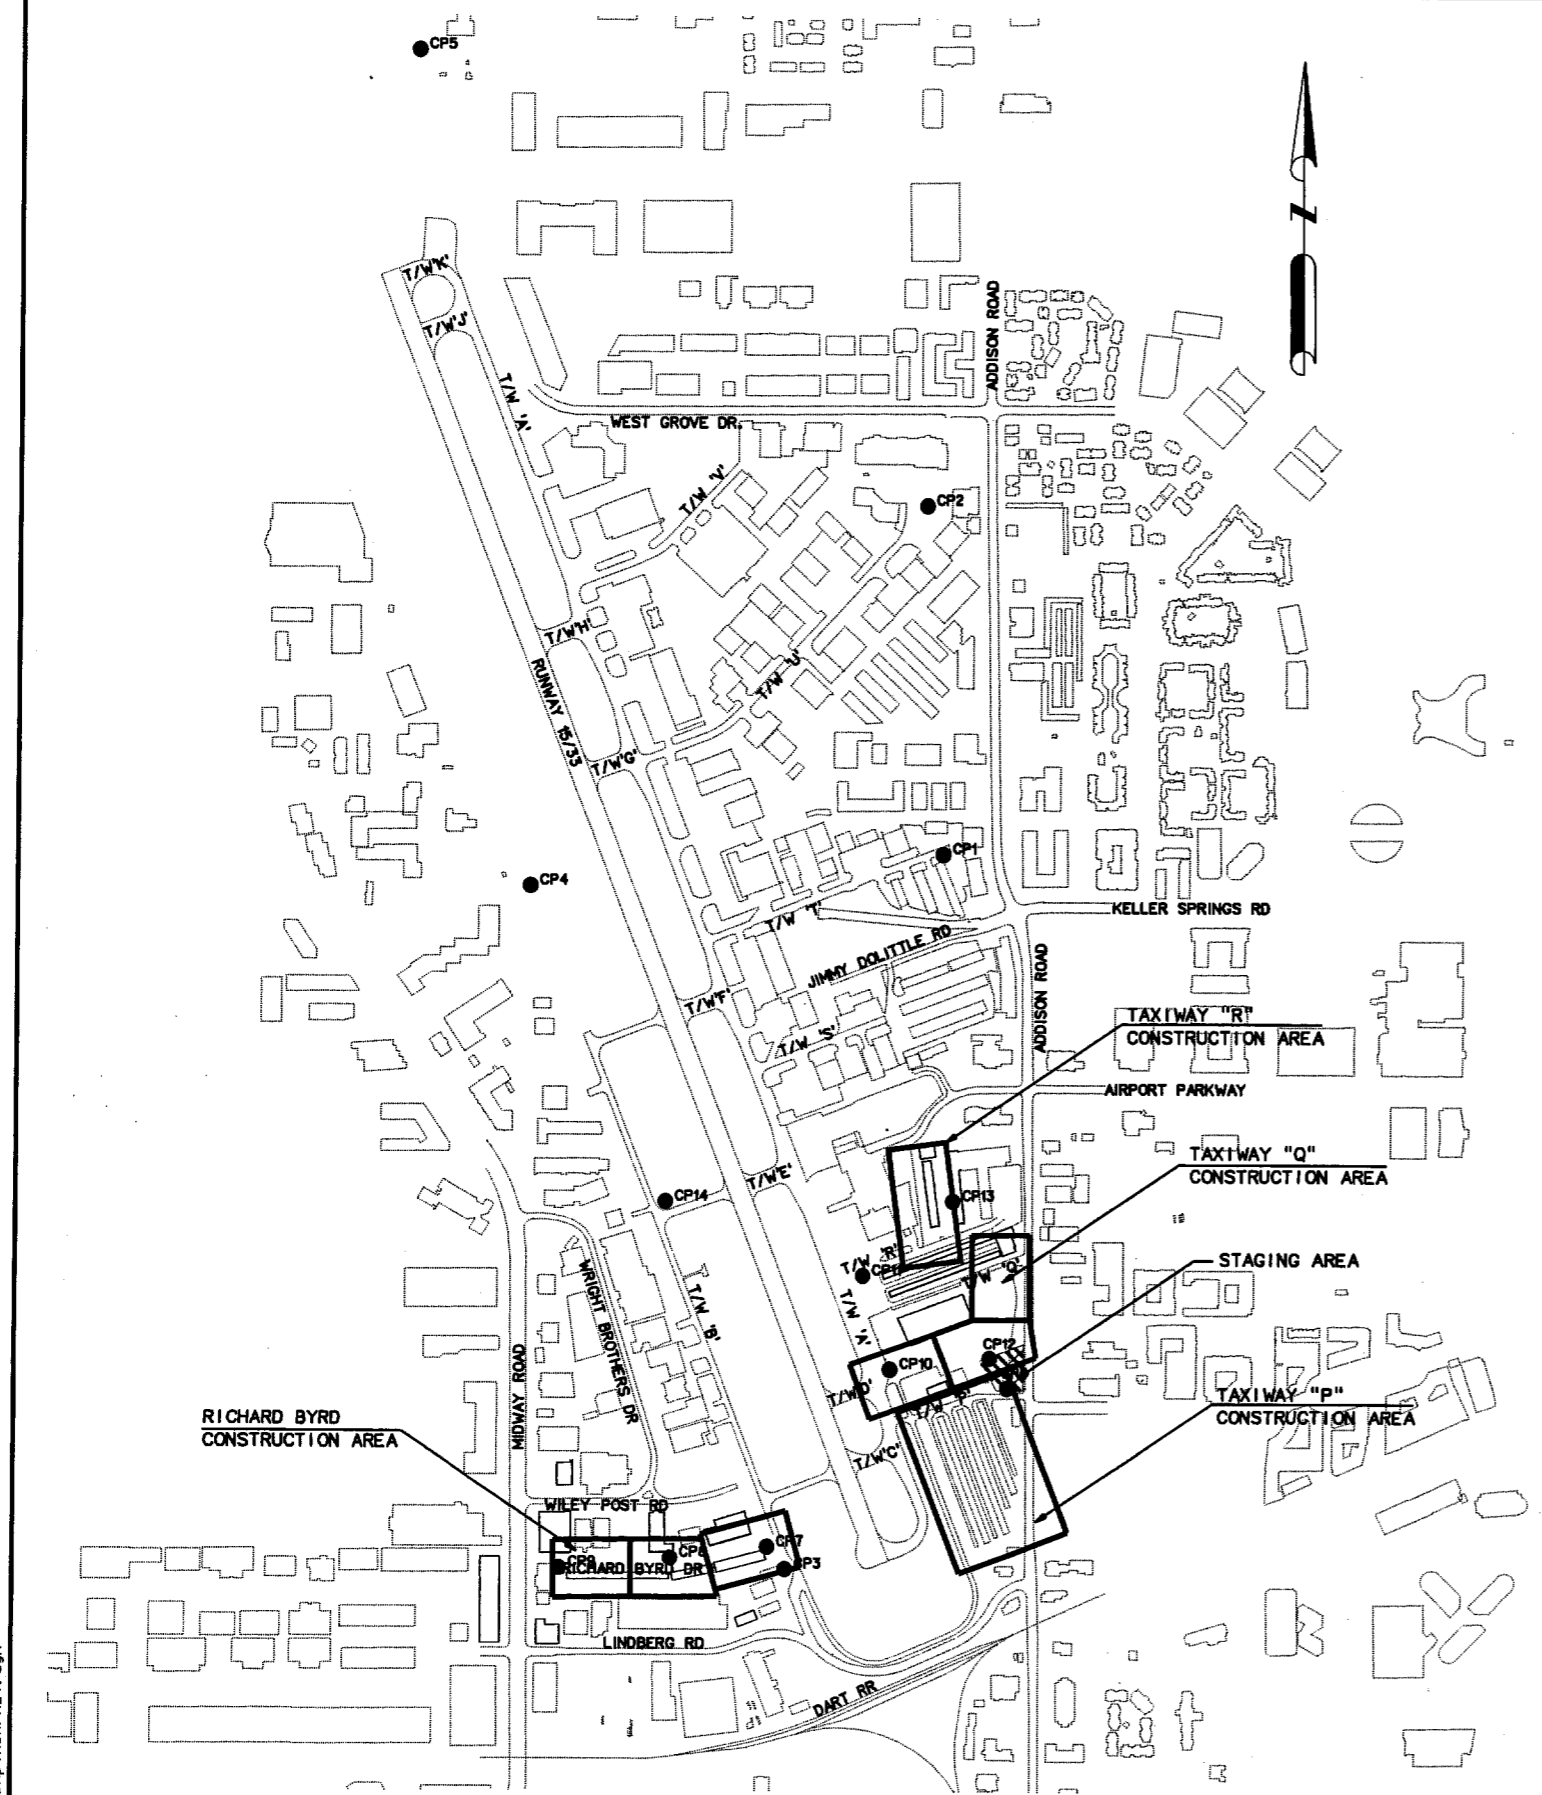 CP5
N
T/W'K'
T/W'J'
ADDISON ROAD
T/W 'A'
WEST GROVE DR.
T/W 'V'
CP2
T/W'H'
RUNWAY 15/33
T/W 'U'
T/W'G'
CP1
CP4
T/W 'T'
KELLER SPRINGS RD
JIMMY DOLITTLE RD
ADDISON ROAD
T/W'F'
TAXIWAY "R"
CONSTRUCTION AREA
T/W 'S'
AIRPORT PARKWAY
TAXIWAY "Q"
CONSTRUCTION AREA
T/W'E'
CP14
CP13
T/W 'R'
STAGING AREA
T/W 'Q'
WRIGHT BROTHERS DR
T/W 'B'
T/W 'A'
CP12
CP10
MIDWAY ROAD
T/W'D'
T/W 'P'
TAXIWAY "P"
CONSTRUCTION AREA
RICHARD BYRD
CONSTRUCTION AREA
T/W'C'
WILEY POST RD
CP7
CP9
CP3
RICHARD BYRD DR
LINDBERG RD
DART RR